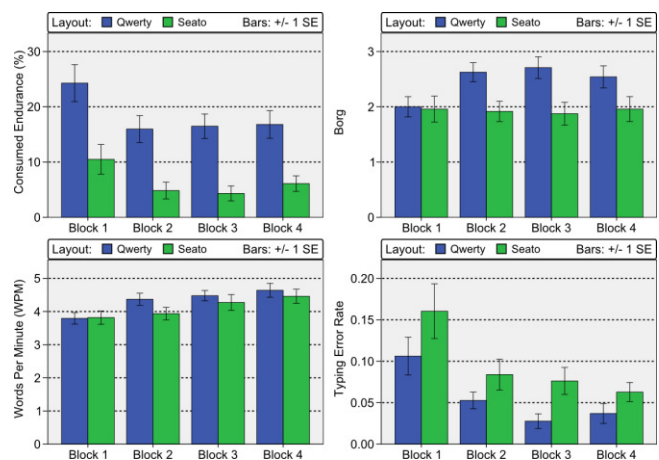 Layout: Qwerty Seato Bars: +/- 1 SE
Consumed Endurance (%)
30
20
10
0
Block 1 Block 2 Block 3 Block 4
Layout: Qwerty Seato Bars: +/- 1 SE
Borg
3
2
1
0
Block 1 Block 2 Block 3 Block 4
Layout: Qwerty Seato Bars: +/- 1 SE
Words Per Minute (WPM)
5
4
3
2
1
0
Block 1 Block 2 Block 3 Block 4
Layout: Qwerty Seato Bars: +/- 1 SE
Typing Error Rate
0.20
0.15
0.10
0.05
0.00
Block 1 Block 2 Block 3 Block 4